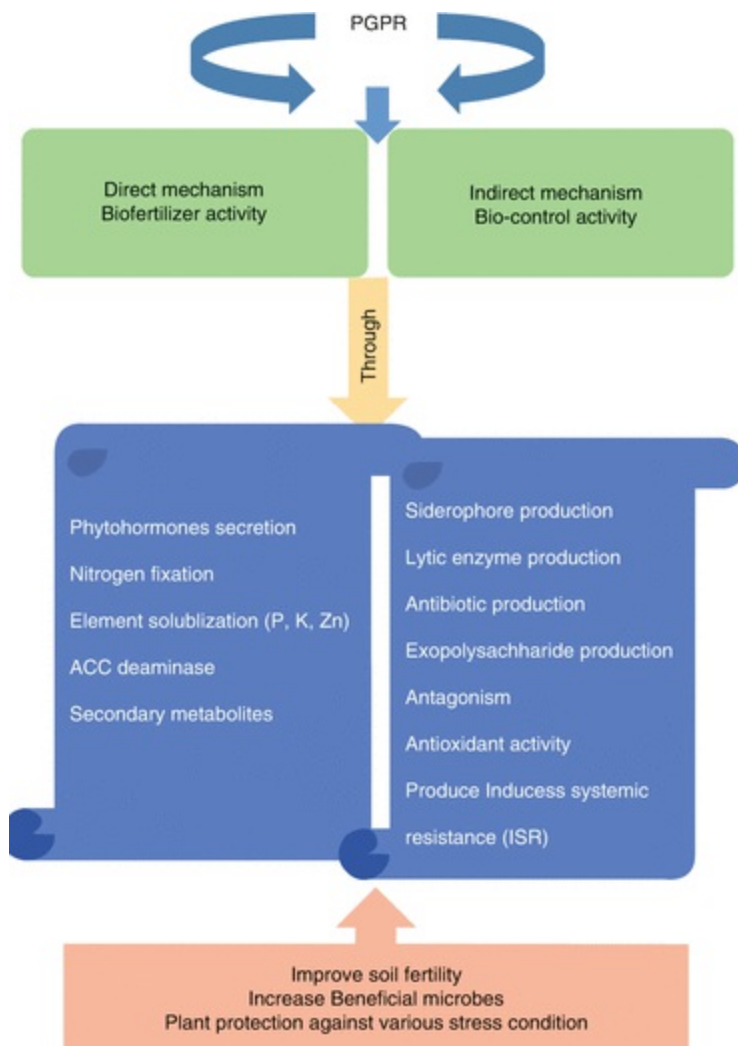 PGPR
Direct mechanism
Biofertilizer activity
Indirect mechanism
Bio-control activity
Through
Phytohormones secretion
Nitrogen fixation
Element solublization (P, K, Zn)
ACC deaminase
Secondary metabolites
Siderophore production
Lytic enzyme production
Antibiotic production
Exopolysachharide production
Antagonism
Antioxidant activity
Produce Inducess systemic
resistance (ISR)
Improve soil fertility
Increase Beneficial microbes
Plant protection against various stress condition